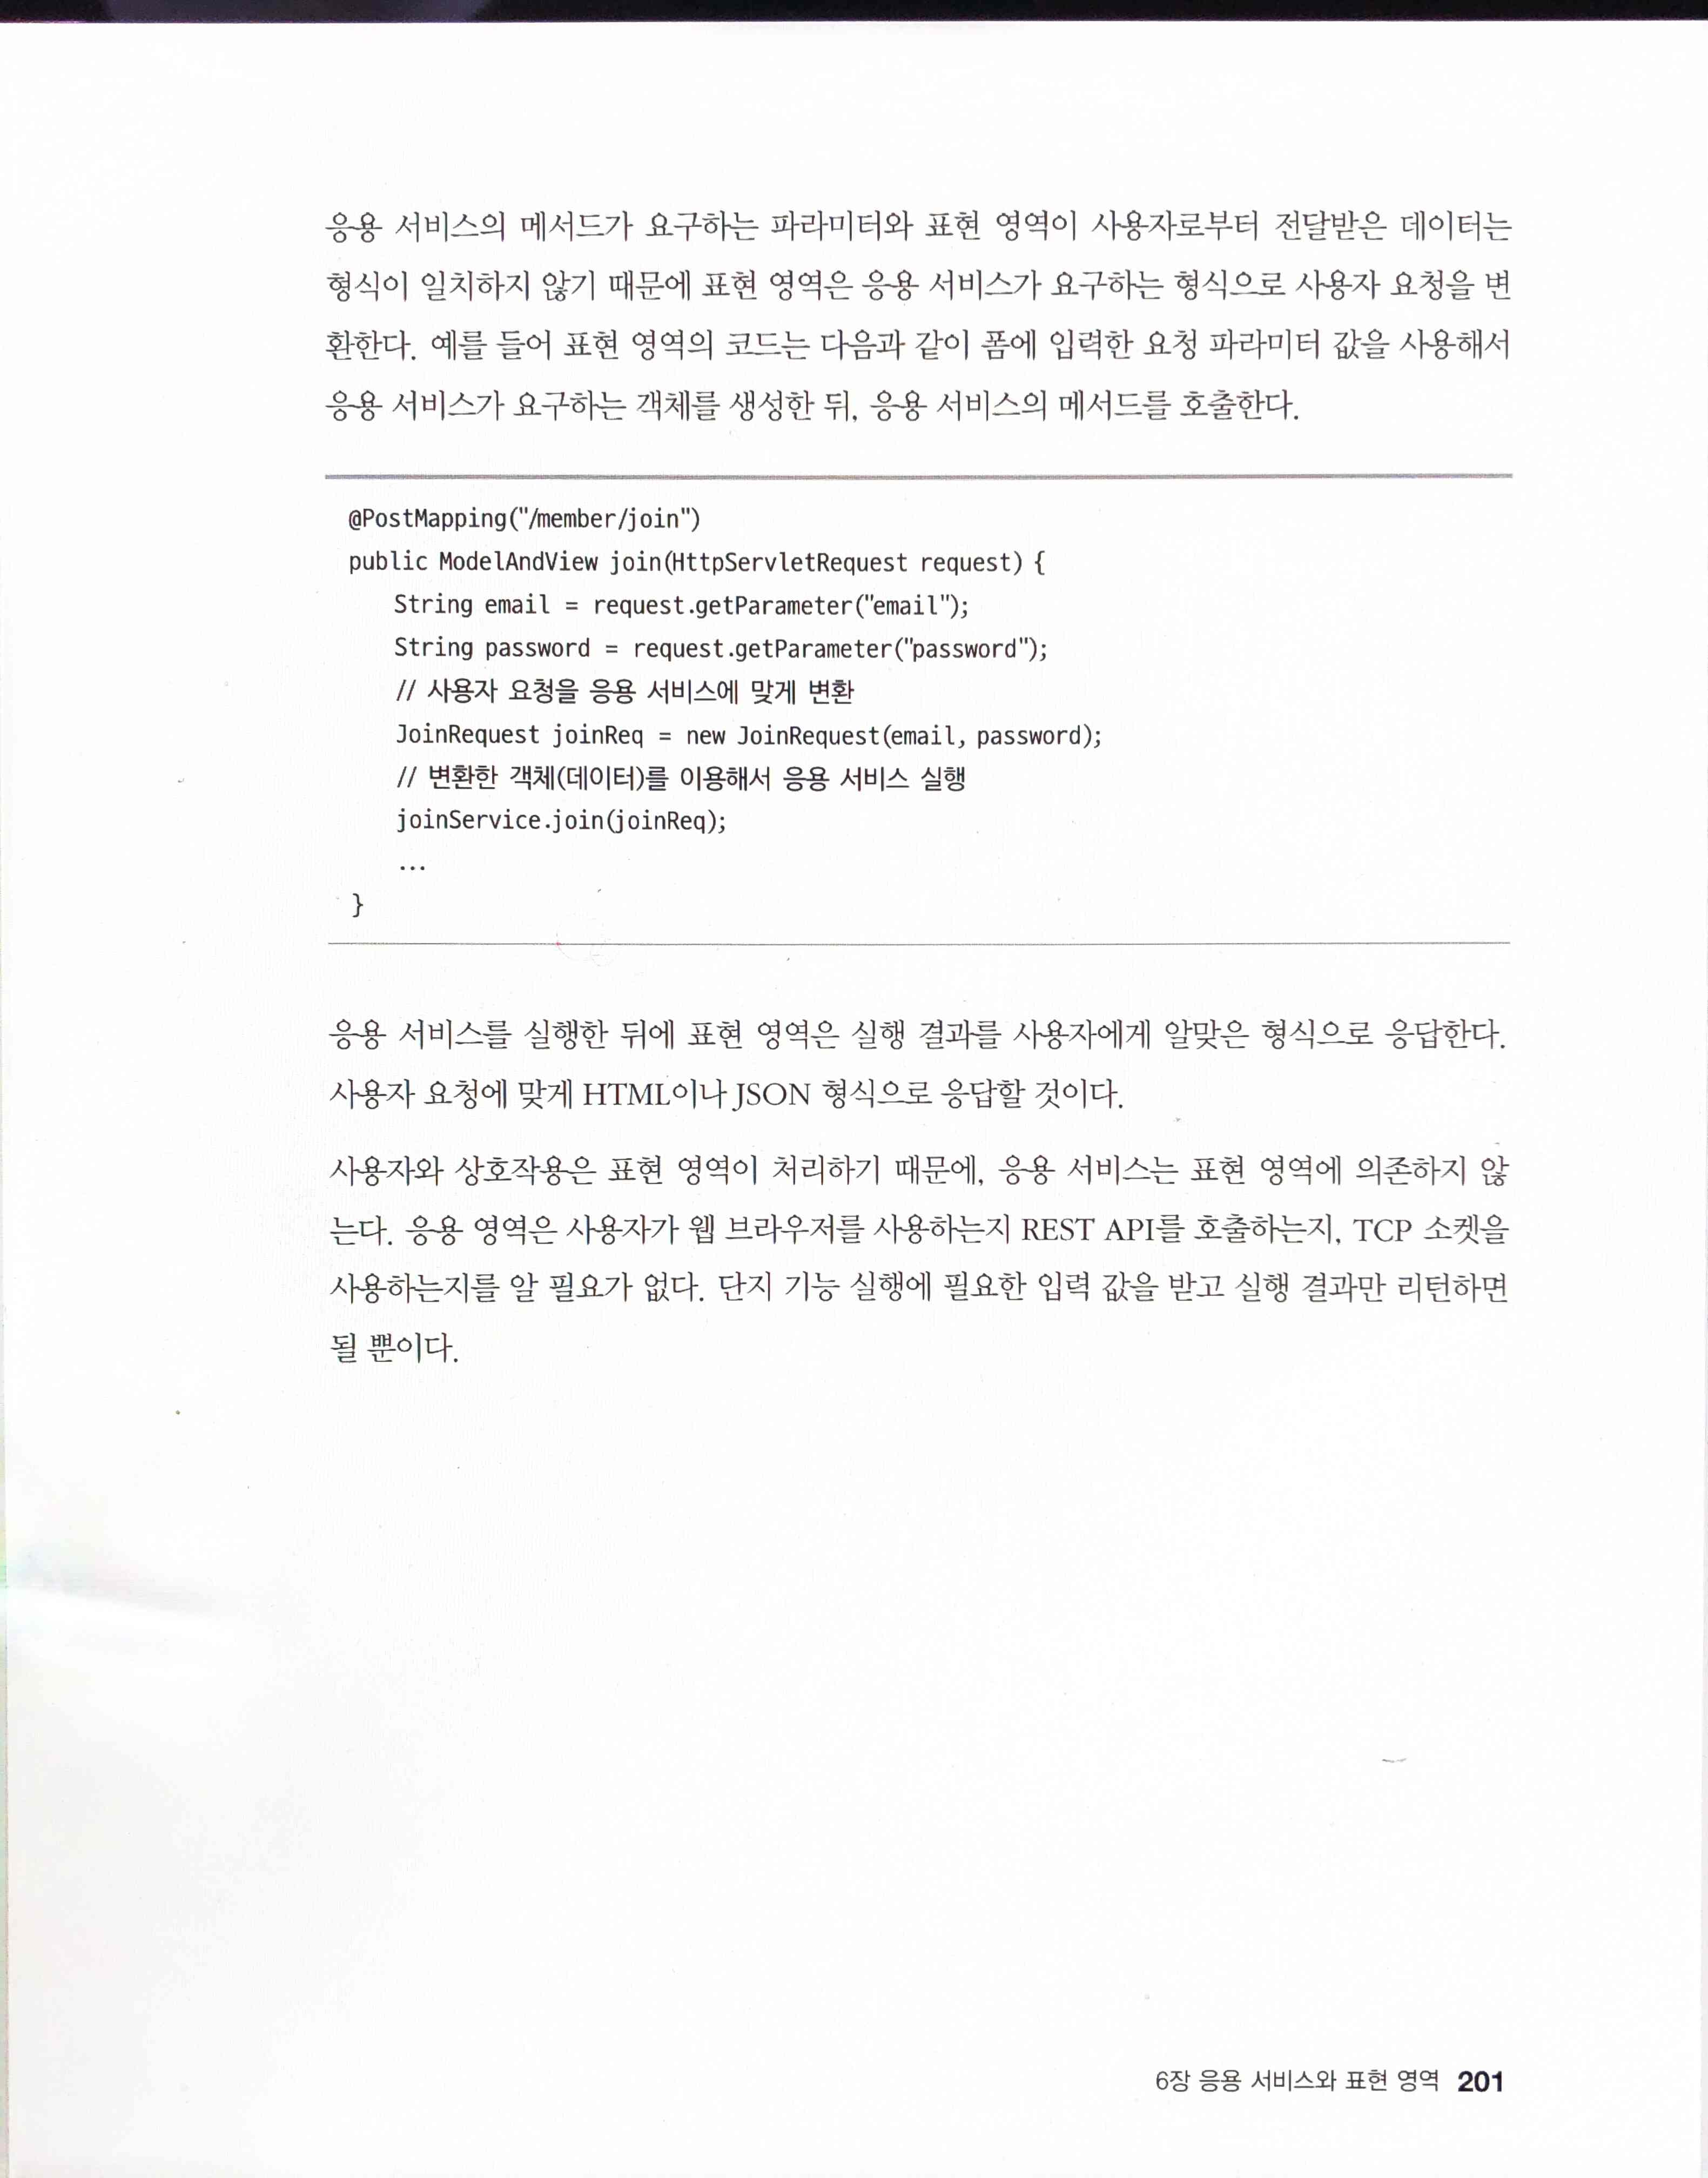 응용 서비스의 메서드가 요구하는 파라미터와 표현 영역이 사용자로부터 전달받은 데이터는
형식이 일치하지 않기 때문에 표현 영역은 응용 서비스가 요구하는 형식으로 사용자 요청을 변
환한다. 예를 들어 표현 영역의 코드는 다음과 같이 폼에 입력한 요청 파라미터 값을 사용해서
응용 서비스가 요구하는 객체를 생성한 뒤, 응용 서비스의 메서드를 호출한다.
@PostMapping("/member/join")
public ModelAndView join(HttpServletRequest request) {
    String email = request.getParameter("email");
    String password = request.getParameter("password");
    // 사용자 요청을 응용 서비스에 맞게 변환
    JoinRequest joinReq = new JoinRequest(email, password);
    // 변환한 객체(데이터)를 이용해서 응용 서비스 실행
    joinService.join(joinReq);
    ...
}
응용 서비스를 실행한 뒤에 표현 영역은 실행 결과를 사용자에게 알맞은 형식으로 응답한다.
사용자 요청에 맞게 HTML이나 JSON 형식으로 응답할 것이다.
사용자와 상호작용은 표현 영역이 처리하기 때문에, 응용 서비스는 표현 영역에 의존하지 않
는다. 응용 영역은 사용자가 웹 브라우저를 사용하는지 REST API를 호출하는지, TCP 소켓을
사용하는지를 알 필요가 없다. 단지 기능 실행에 필요한 입력 값을 받고 실행 결과만 리턴하면
될 뿐이다.
6장 응용 서비스와 표현 영역 201